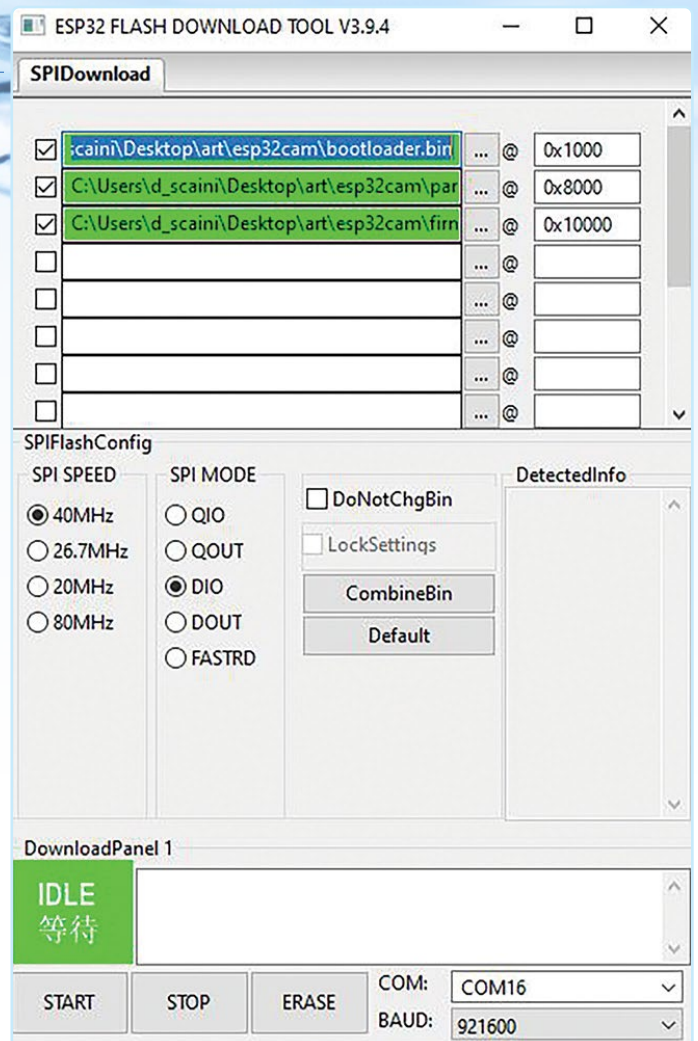 ESP32 FLASH DOWNLOAD TOOL V3.9.4
SPIDownload
scaini\Desktop\art\esp32cam\bootloader.bin ... @ 0x1000
C:\Users\d_scaini\Desktop\art\esp32cam\par ... @ 0x8000
C:\Users\d_scaini\Desktop\art\esp32cam\firn ... @ 0x10000
... @
... @
... @
... @
... @
SPIFlashConfig
SPI SPEED
40MHz
26.7MHz
20MHz
80MHz
SPI MODE
QIO
QOUT
DIO
DOUT
FASTRD
DoNotChgBin
LockSettings
CombineBin
Default
DetectedInfo
DownloadPanel 1
IDLE
等待
START STOP ERASE
COM: COM16
BAUD: 921600